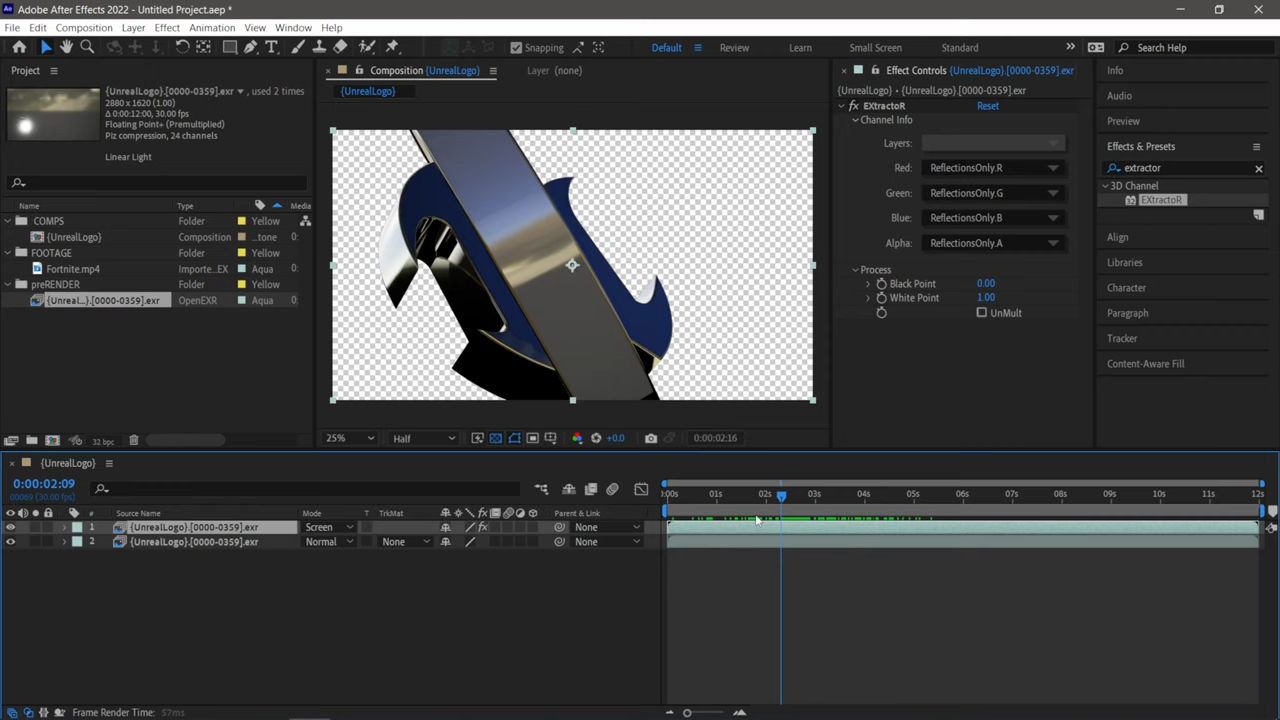 Adobe After Effects 2022 - Untitled Project.aep *
File Edit Composition Layer Effect Animation View Window Help
Snapping Default Review Learn Small Screen Standard Search Help
Project
{UnrealLogo}.[0000-0359].exr , used 2 times
2880 x 1620 (1.00)
Δ 0:00:12:00, 30.00 fps
Floating Point+ (Premultiplied)
Piz compression, 24 channels
Linear Light
Name Type Media
COMPS Folder Yellow
{UnrealLogo} Composition ...tone 0:
FOOTAGE Folder Yellow
Fortnite.mp4 Importe...EX Aqua 0:
preRENDER Folder Yellow
{Unreal...}.[0000-0359].exr OpenEXR Aqua 0:
32 bpc
Composition {UnrealLogo} Layer (none)
{UnrealLogo}
25% Half +0.0 0:00:02:16
Effect Controls {UnrealLogo}.[0000-0359].exr
{UnrealLogo} • {UnrealLogo}.[0000-0359].exr
fx EXtractoR Reset
Channel Info
Layers:
Red: ReflectionsOnly.R
Green: ReflectionsOnly.G
Blue: ReflectionsOnly.B
Alpha: ReflectionsOnly.A
Process
Black Point 0.00
White Point 1.00
UnMult
Info
Audio
Preview
Effects & Presets
extractor
3D Channel
EXtractoR
Align
Libraries
Character
Paragraph
Tracker
Content-Aware Fill
{UnrealLogo}
0:00:02:09
00069 (30.00 fps)
:00s 01s 02s 03s 04s 05s 06s 07s 08s 09s 10s 11s 12s
# Source Name Mode T TrkMat Parent & Link
1 {UnrealLogo}.[0000-0359].exr Screen None
2 {UnrealLogo}.[0000-0359].exr Normal None None
Frame Render Time: 57ms